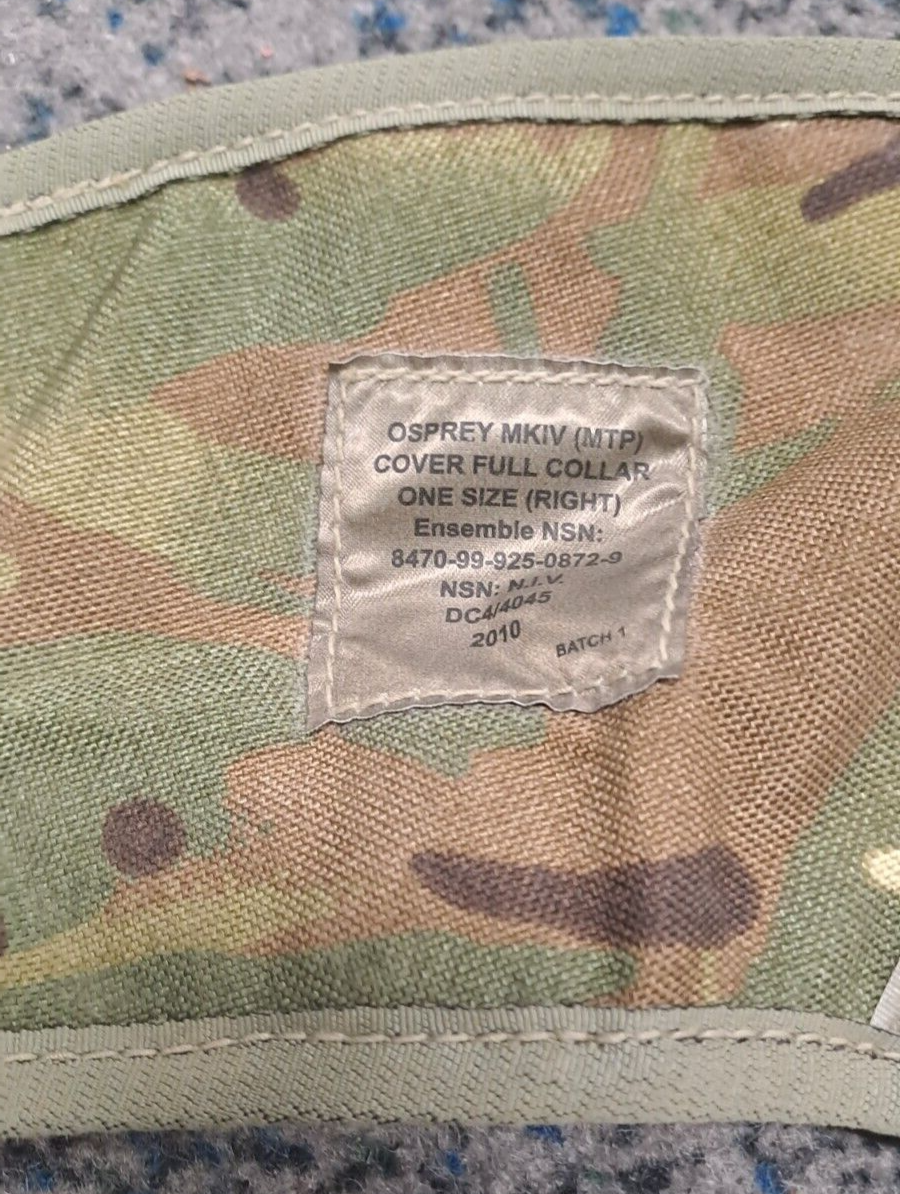 OSPREY MKIV (MTP)
COVER FULL COLLAR
ONE SIZE (RIGHT)
Ensemble NSN:
8470-99-925-0872-9
NSN: N.I.V.
DC4/4045
2010
BATCH 1